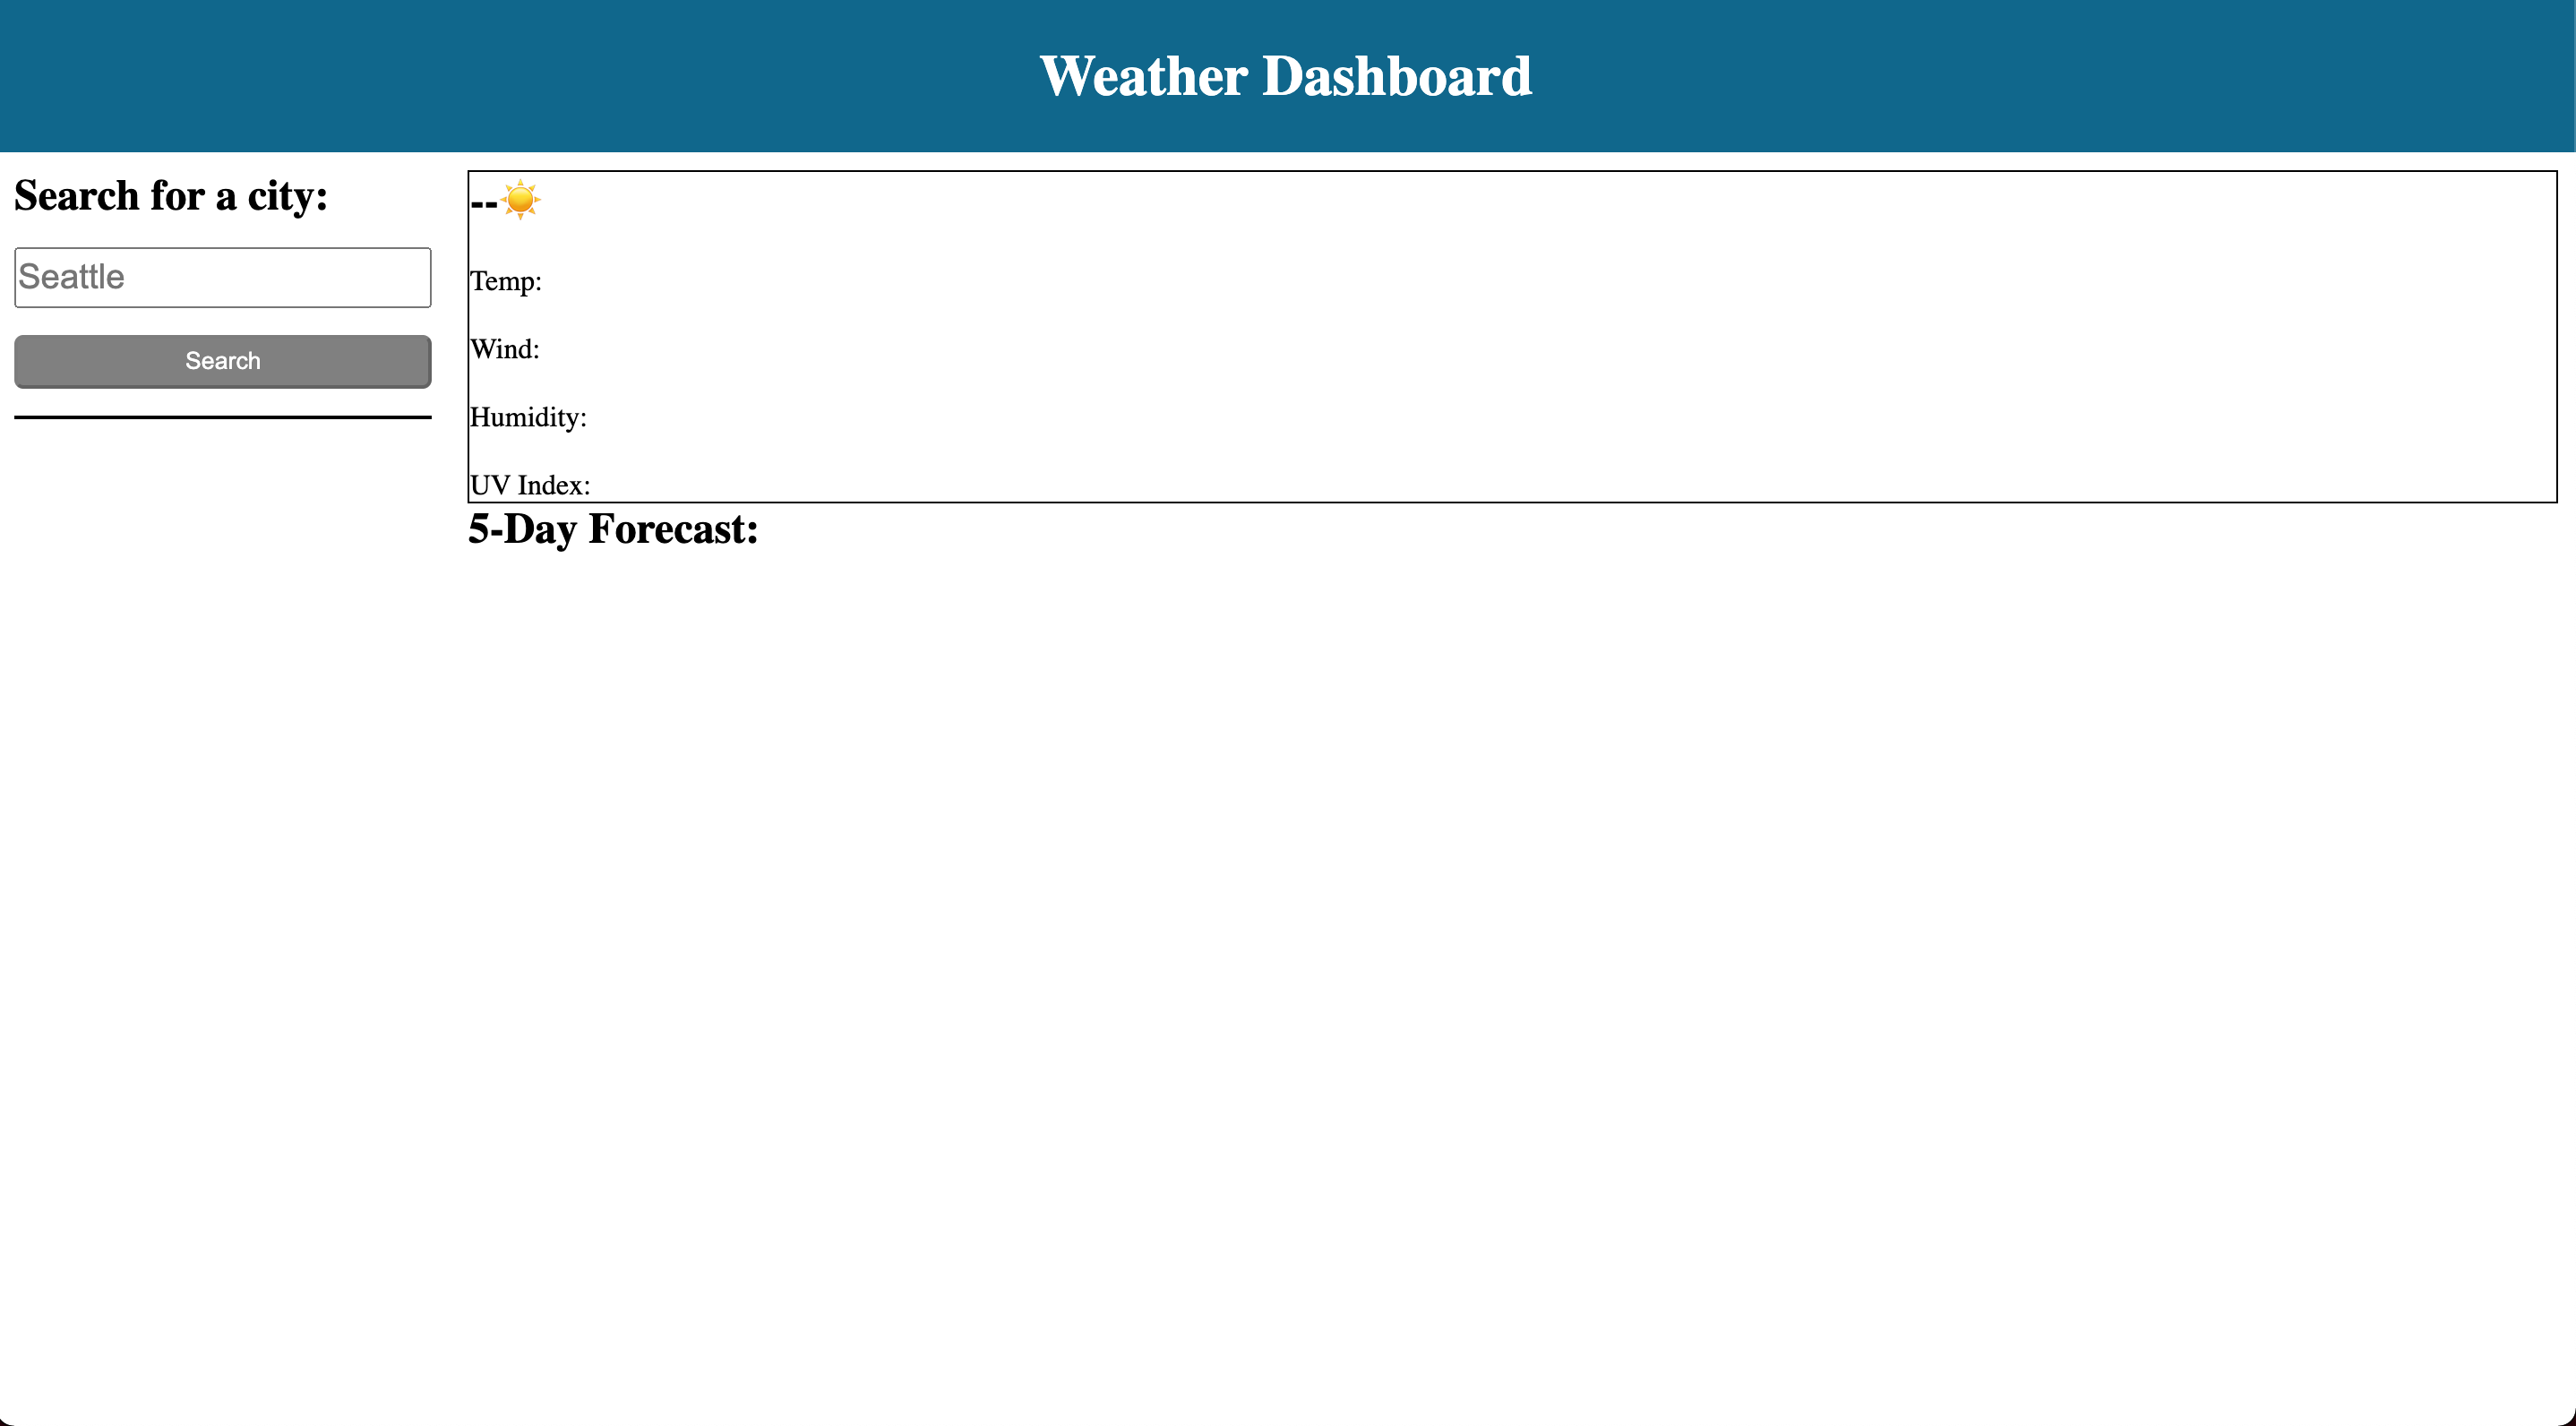 Weather Dashboard
Search for a city:
Seattle
Search
--☀️
Temp:
Wind:
Humidity:
UV Index:
5-Day Forecast: